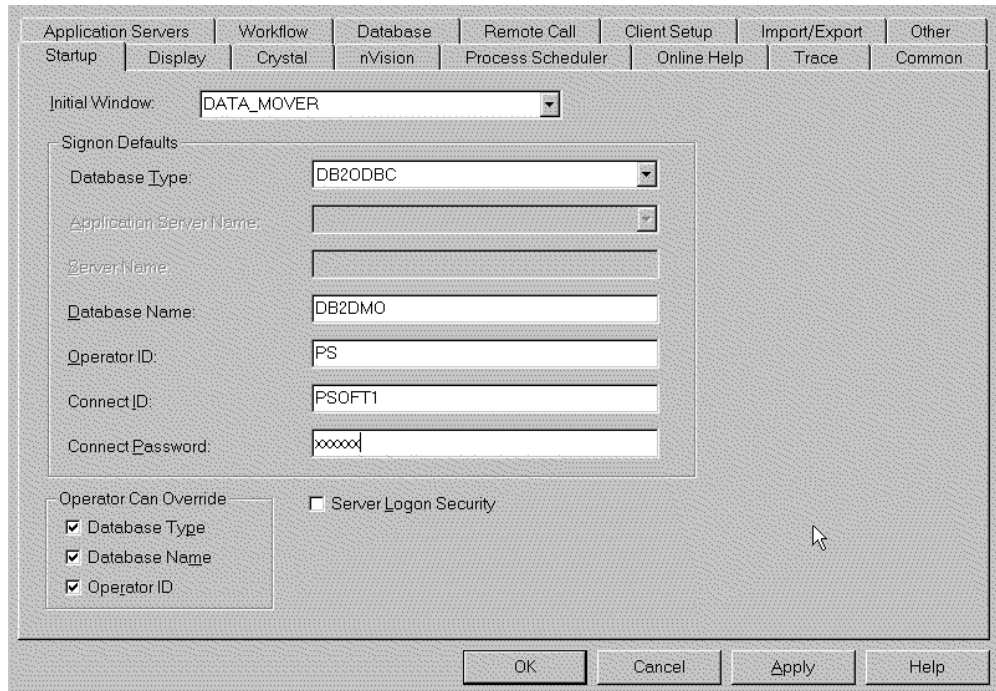 Application Servers Workflow Database Remote Call Client Setup Import/Export Other
Startup Display Crystal nVision Process Scheduler Online Help Trace Common
Initial Window: DATA_MOVER
Signon Defaults
Database Type: DB2ODBC
Application Server Name:
Server Name
Database Name: DB2DMO
Operator ID: PS
Connect ID: PSOFT1
Connect Password: xxxxxx
Operator Can Override
Server Logon Security
Database Type
Database Name
Operator ID
OK Cancel Apply Help